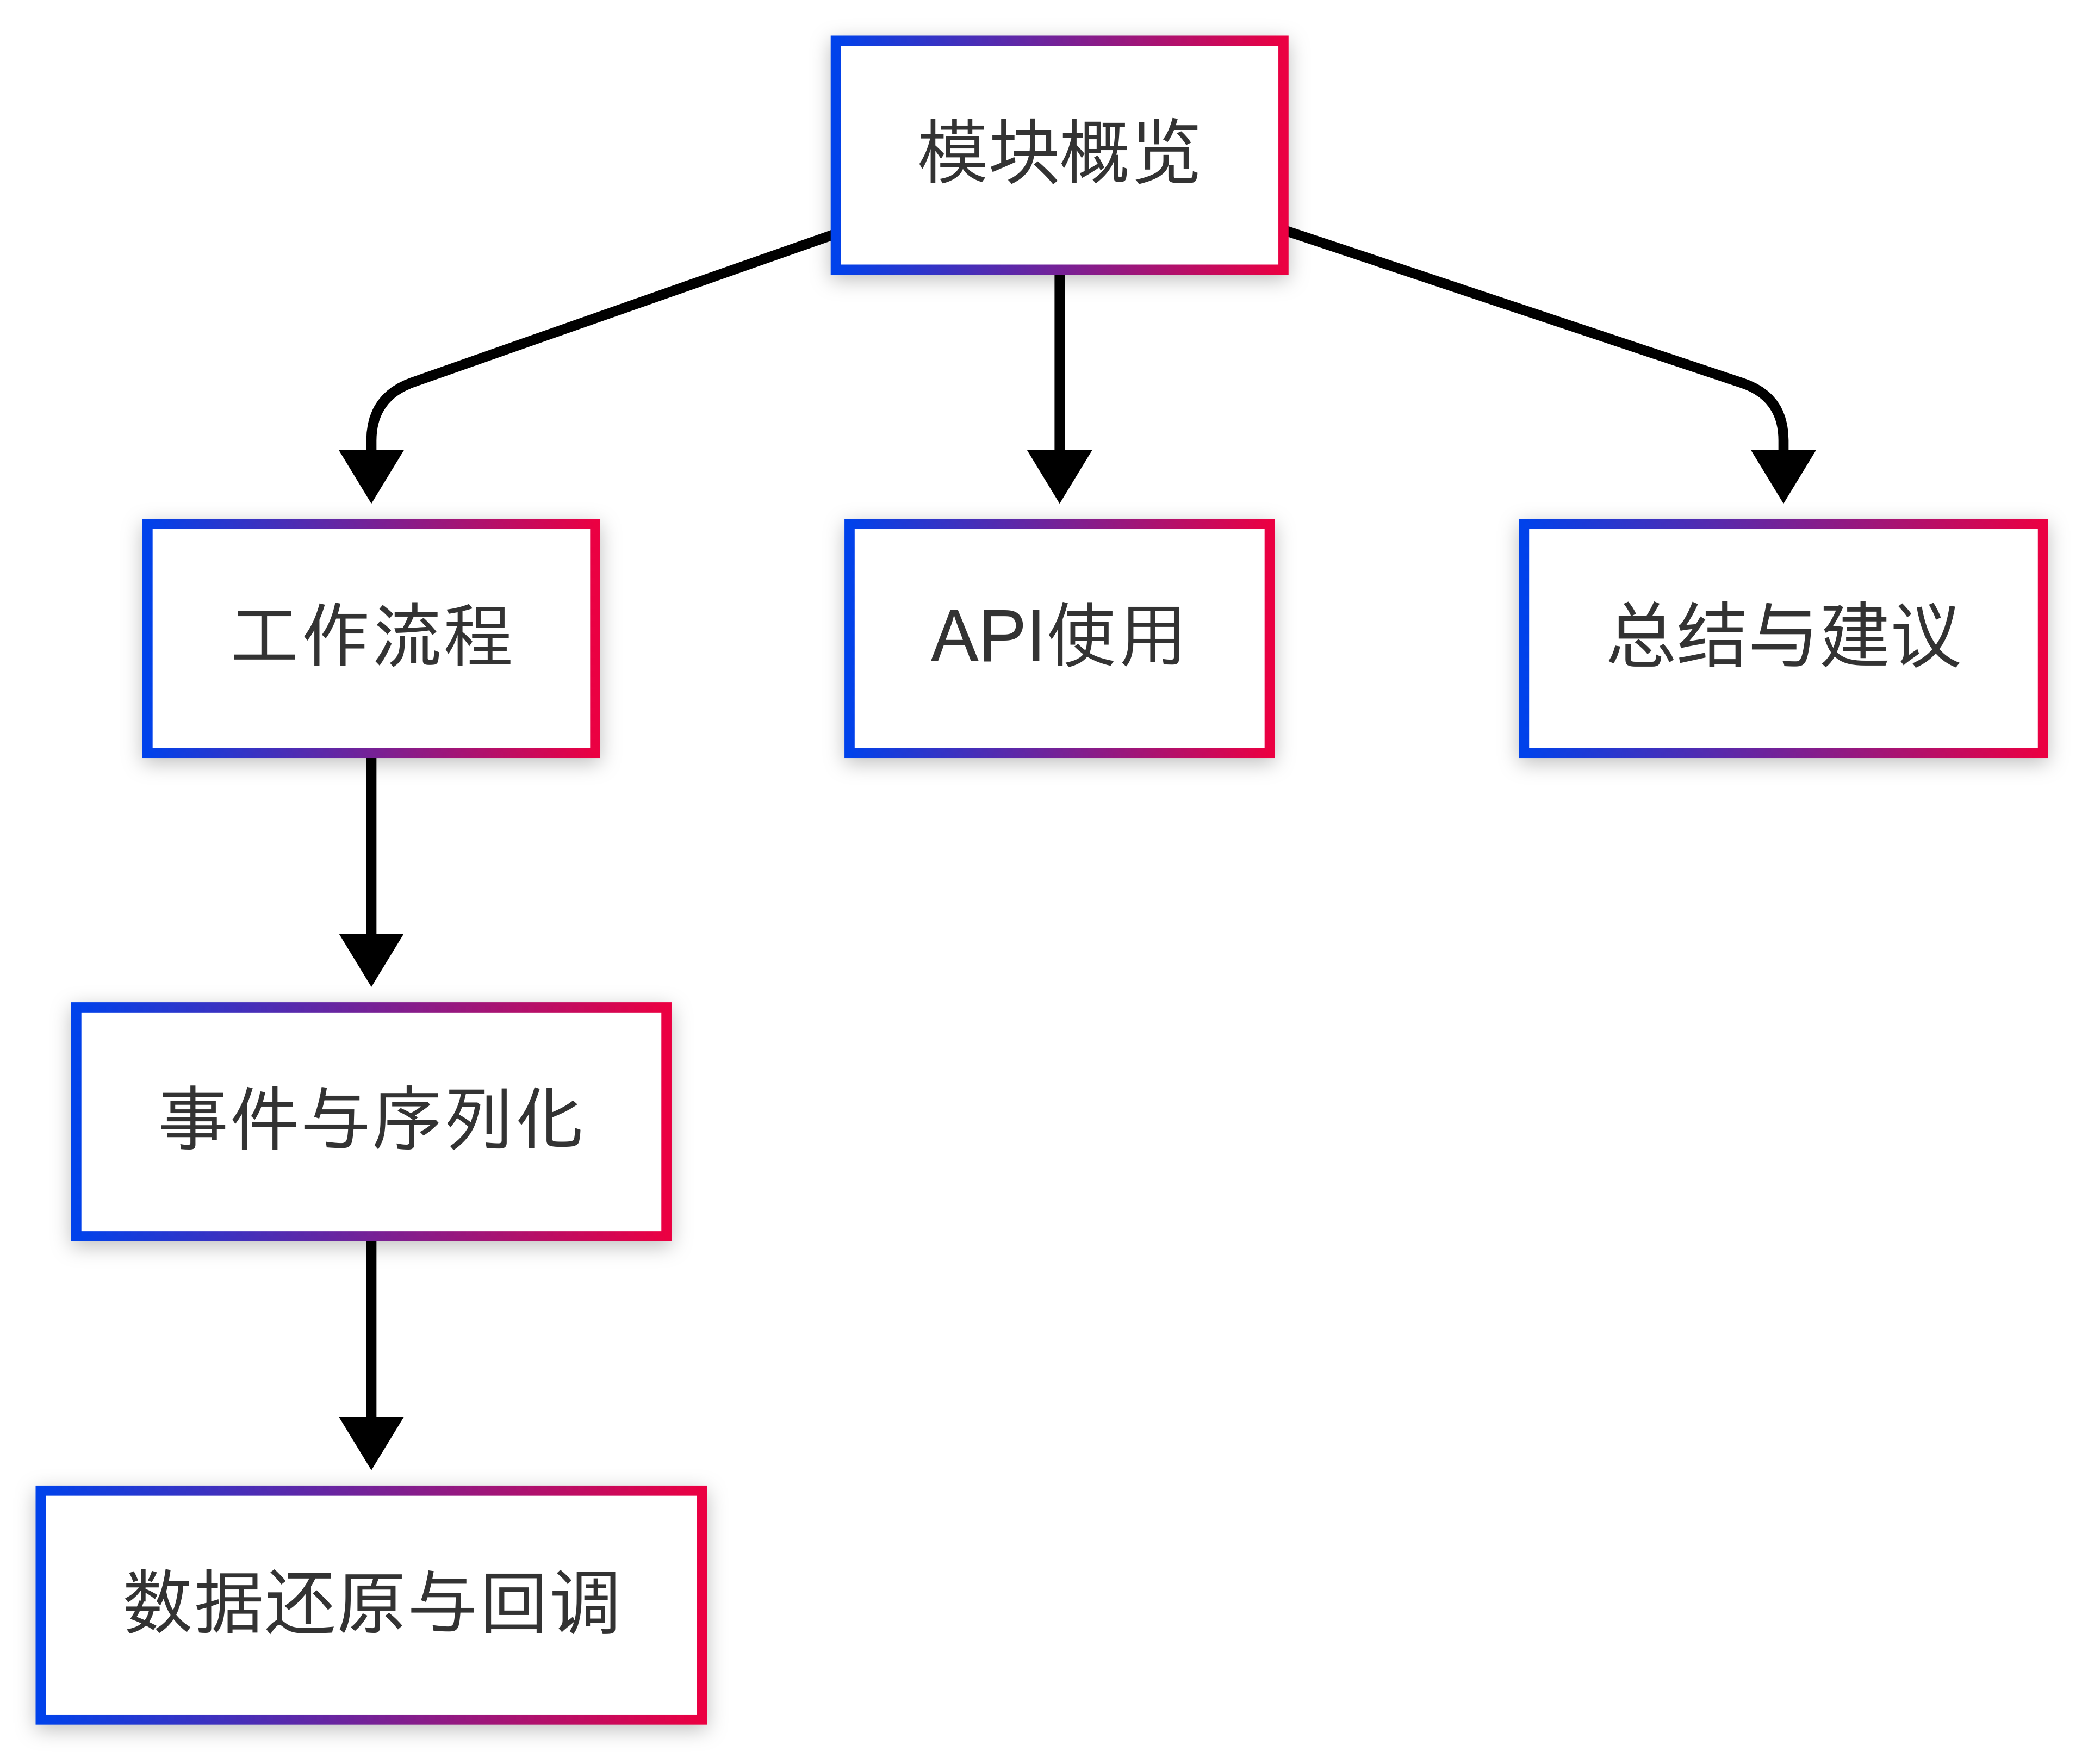 模块概览
工作流程
API使用
总结与建议
事件与序列化
数据还原与回调